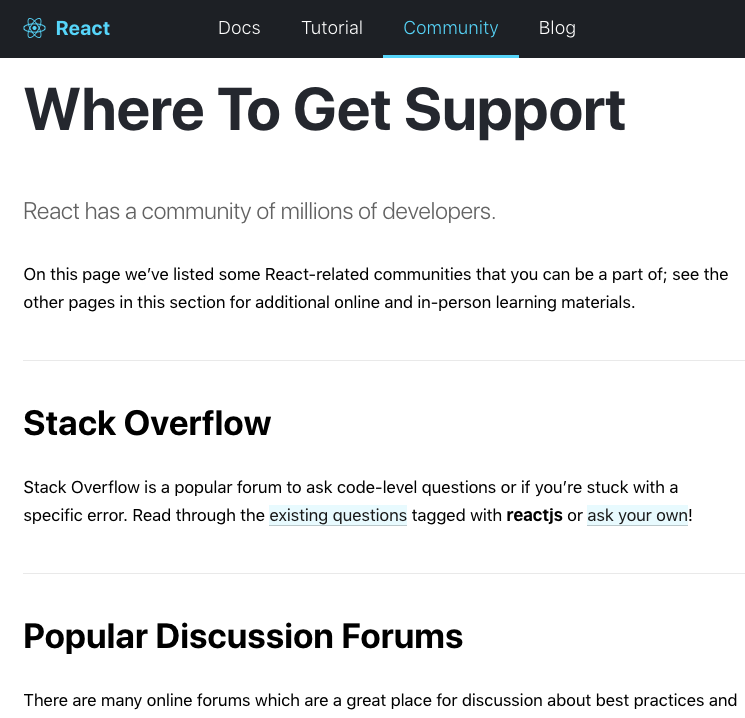 React Docs Tutorial Community Blog
Where To Get Support
React has a community of millions of developers.
On this page we’ve listed some React-related communities that you can be a part of; see the
other pages in this section for additional online and in-person learning materials.
Stack Overflow
Stack Overflow is a popular forum to ask code-level questions or if you’re stuck with a
specific error. Read through the existing questions tagged with reactjs or ask your own!
Popular Discussion Forums
There are many online forums which are a great place for discussion about best practices and